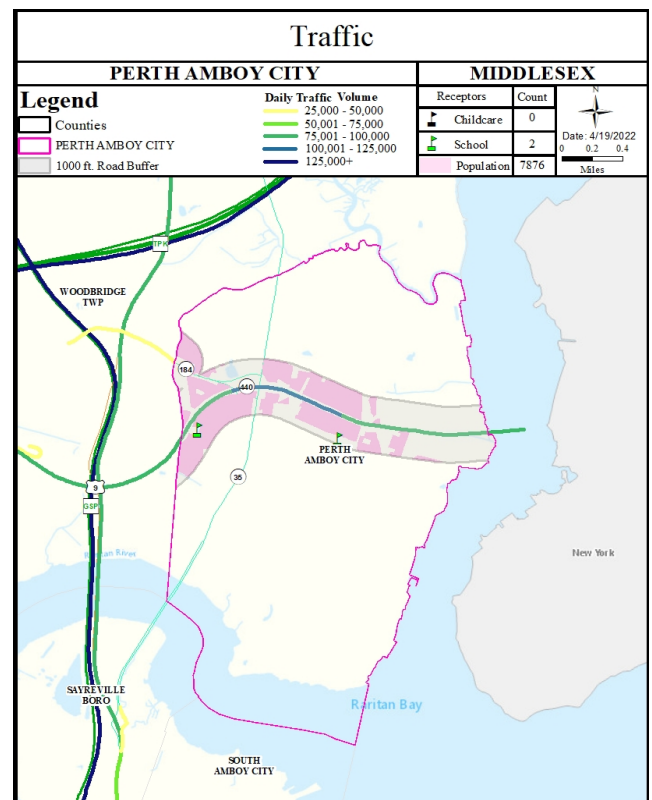 Traffic
PERTH AMBOY CITY
MIDDLESEX
Legend
Counties
PERTH AMBOY CITY
1000 ft. Road Buffer
Daily Traffic Volume
25,000 - 50,000
50,001 - 75,000
75,001 - 100,000
100,001 - 125,000
125,000+
Receptors Count
Childcare 0
School 2
Population 7876
N
Date: 4/19/2022
0 0.2 0.4
Miles
TPK
WOODBRIDGE
TWP
184
440
PERTH
AMBOY CITY
35
9
GSP
Raritan River
New York
SAYREVILLE
BORO
Raritan Bay
SOUTH
AMBOY CITY